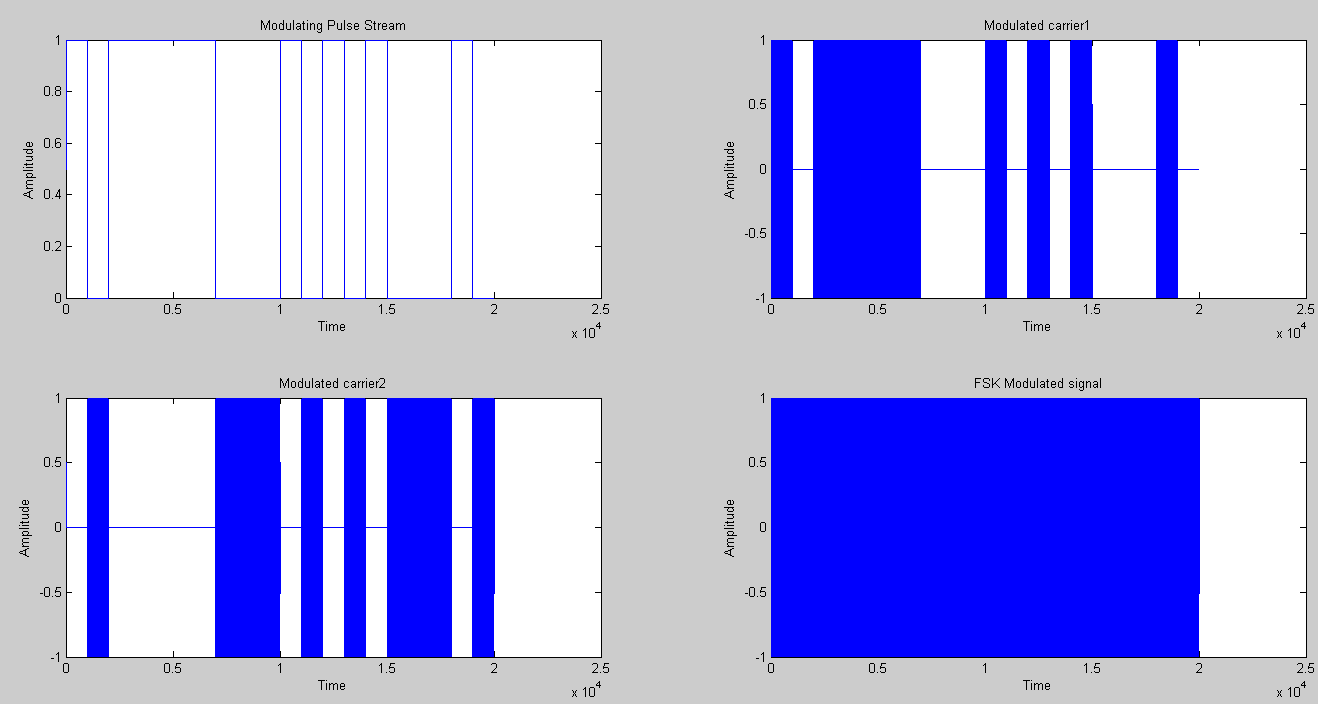 Modulating Pulse Stream
1
0.8
0.6
0.4
0.2
0
Amplitude
0 0.5 1 1.5 2 2.5
Time
x 10^4
Modulated carrier1
1
0.5
0
-0.5
-1
Amplitude
0 0.5 1 1.5 2 2.5
Time
x 10^4
Modulated carrier2
1
0.5
0
-0.5
-1
Amplitude
0 0.5 1 1.5 2 2.5
Time
x 10^4
FSK Modulated signal
1
0.5
0
-0.5
-1
Amplitude
0 0.5 1 1.5 2 2.5
Time
x 10^4